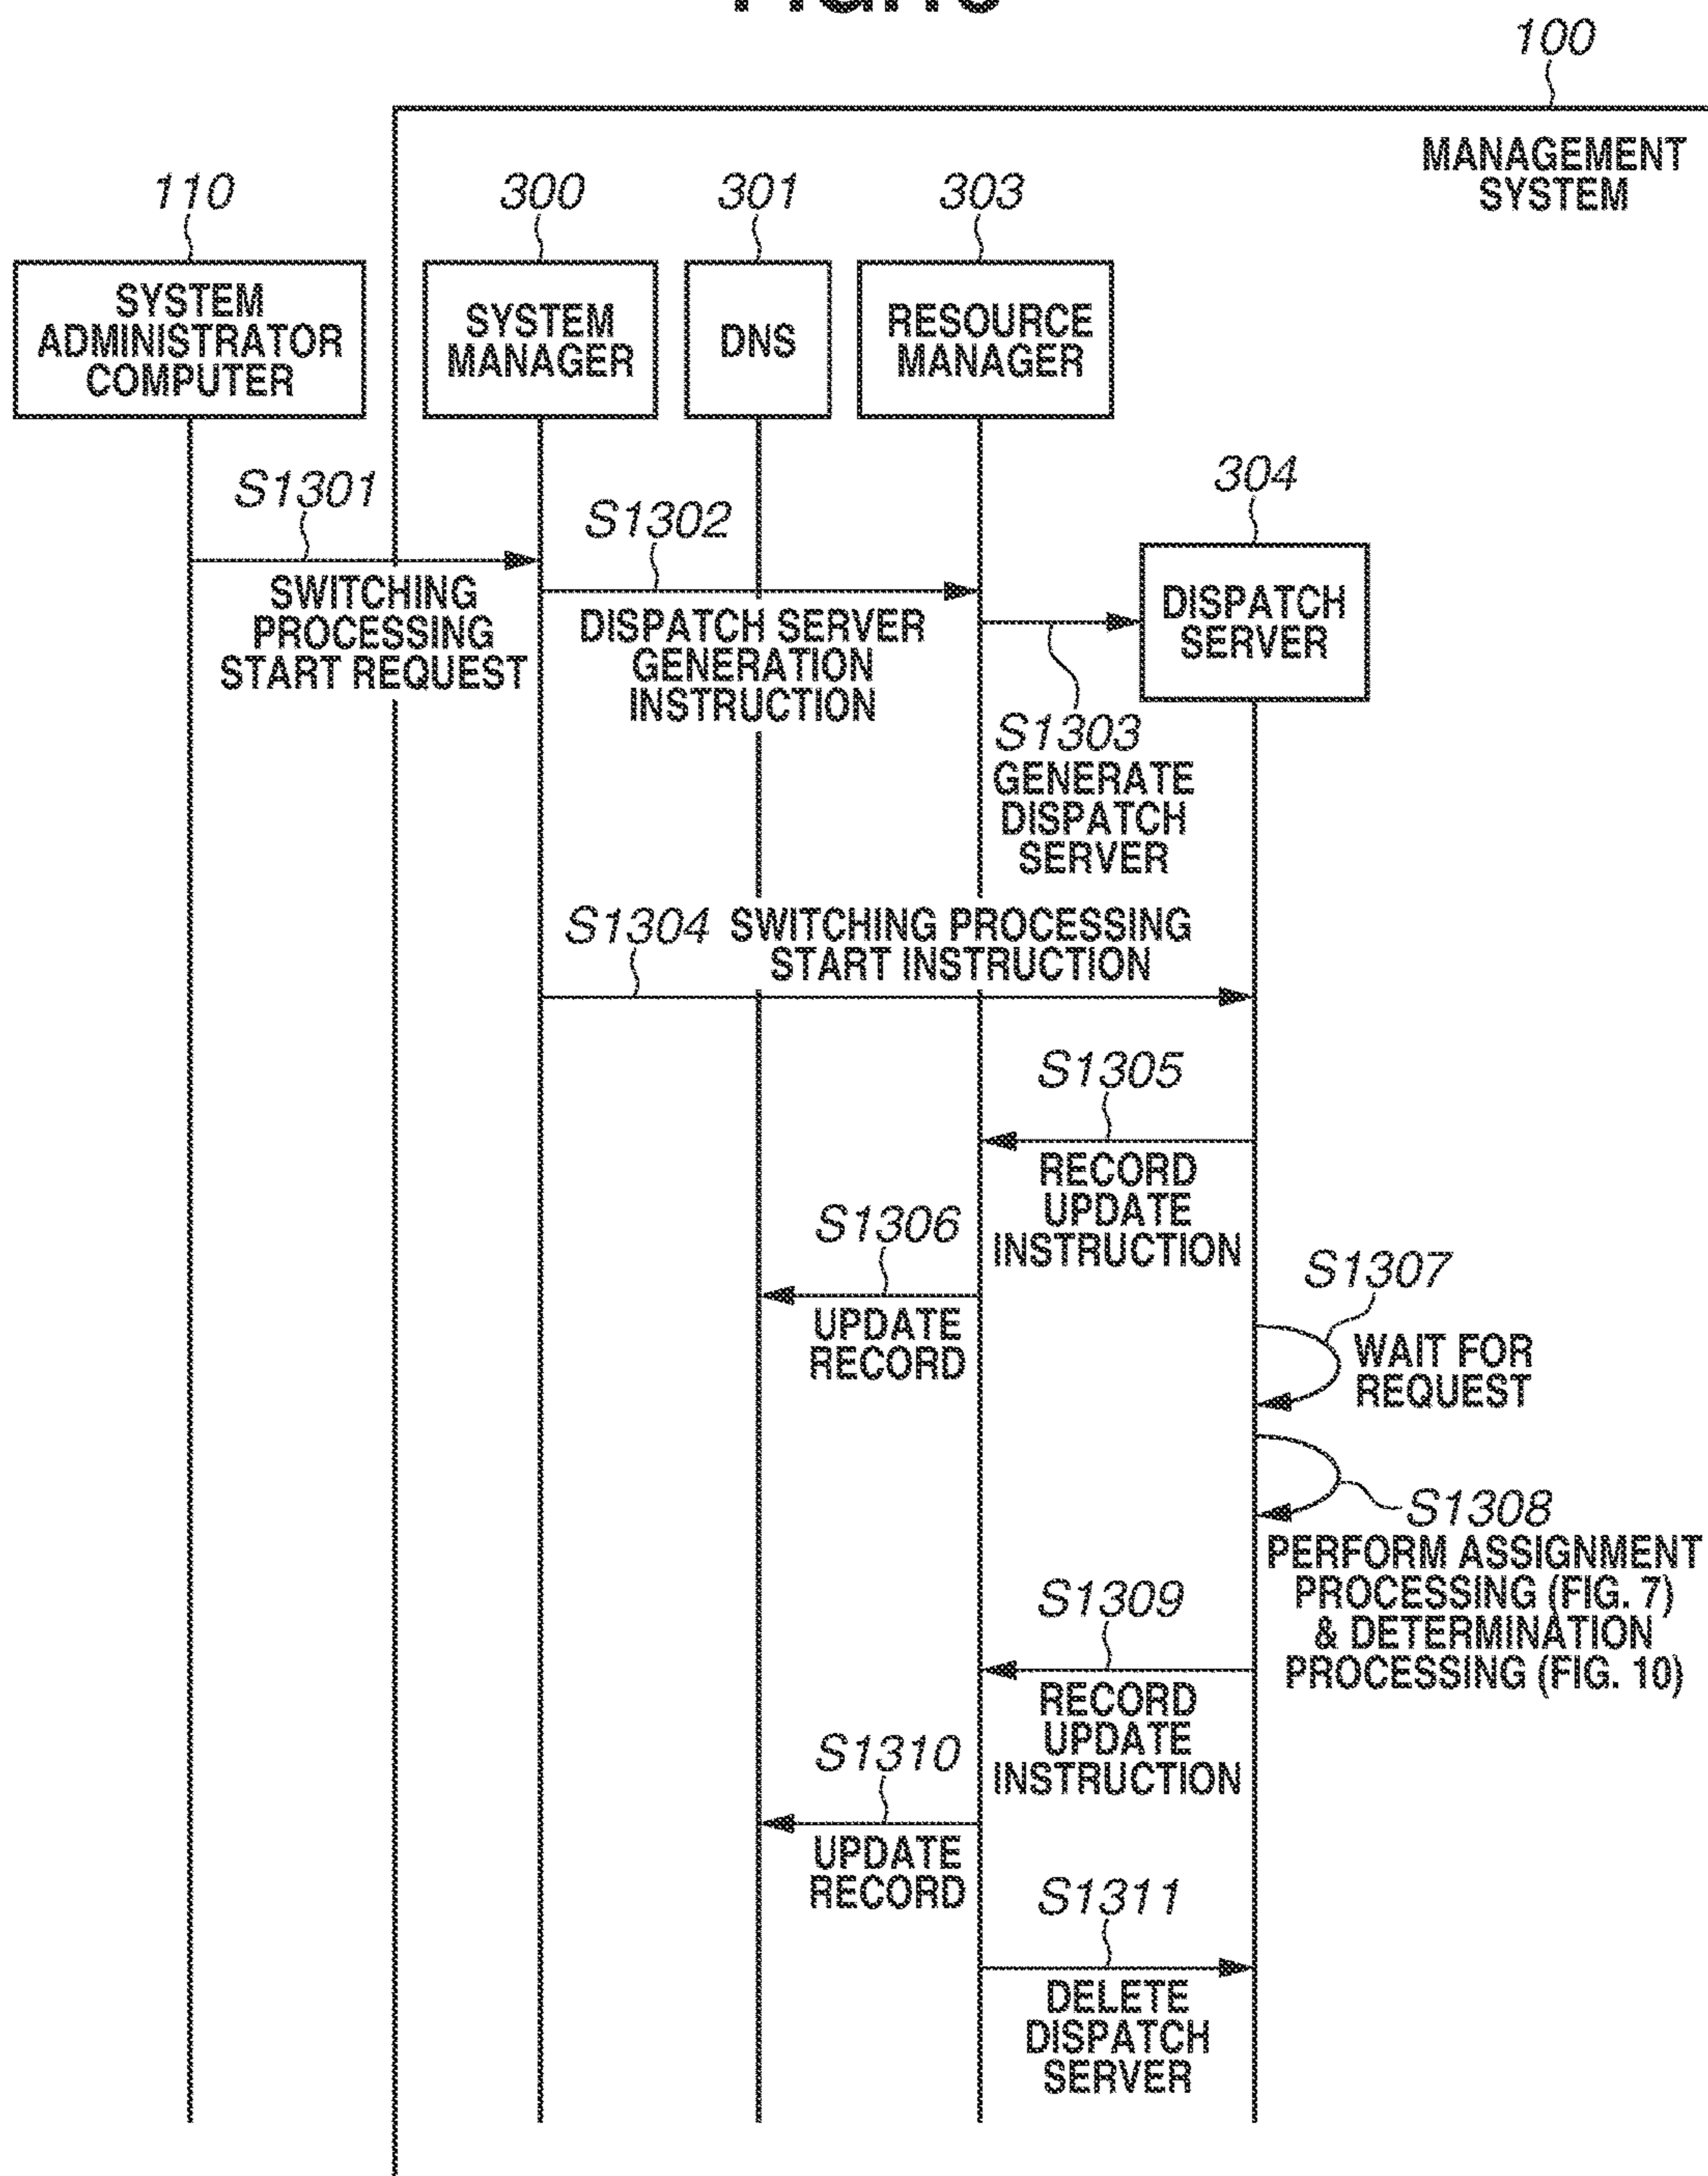 100
MANAGEMENT
SYSTEM
110
300
301
303
SYSTEM
ADMINISTRATOR
COMPUTER
SYSTEM
MANAGER
DNS
RESOURCE
MANAGER
304
DISPATCH
SERVER
S1301
SWITCHING
PROCESSING
START REQUEST
S1302
DISPATCH SERVER
GENERATION
INSTRUCTION
S1303
GENERATE
DISPATCH
SERVER
S1304
SWITCHING PROCESSING
START INSTRUCTION
S1305
RECORD
UPDATE
INSTRUCTION
S1306
UPDATE
RECORD
S1307
WAIT FOR
REQUEST
S1308
PERFORM ASSIGNMENT
PROCESSING (FIG. 7)
& DETERMINATION
PROCESSING (FIG. 10)
S1309
RECORD
UPDATE
INSTRUCTION
S1310
UPDATE
RECORD
S1311
DELETE
DISPATCH
SERVER